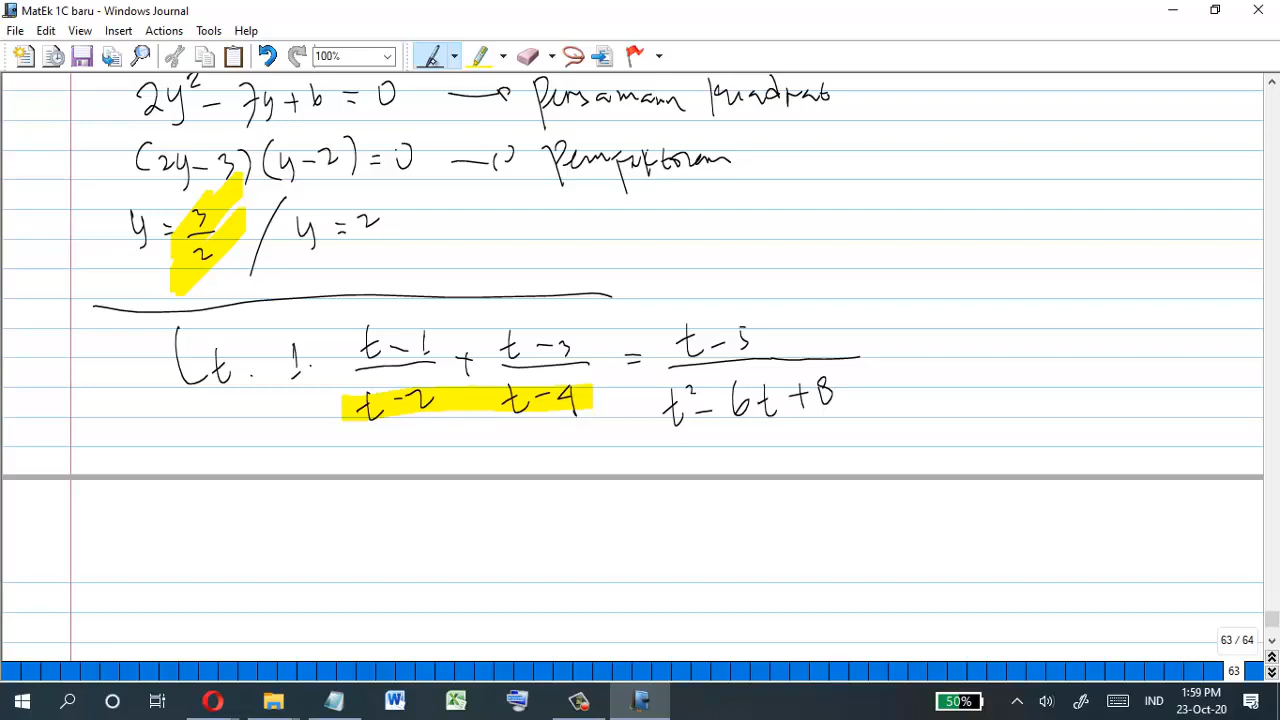 MatEk 1C baru - Windows Journal
File Edit View Insert Actions Tools Help
100%
2y² - 7y + 6 = 0 → Persamaan Kuadrat
(2y - 3)(y - 2) = 0 → Pemfaktoran
y = 3/2 / y = 2
Lt. 1. (t-1)/(t-2) + (t-3)/(t-4) = (t-5)/(t² - 6t + 8)
63 / 64
63
50% IND 1:59 PM
23-Oct-20